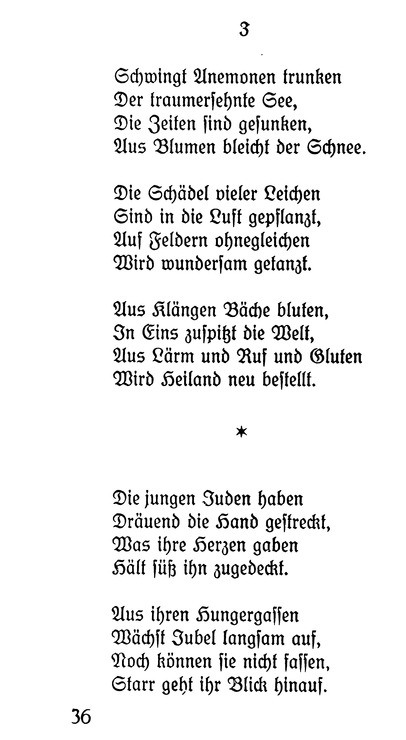 3
Schwingt Anemonen trunken
Der traumersehnte See,
Die Zeiten sind gesunken,
Aus Blumen bleicht der Schnee.
Die Schädel vieler Leichen
Sind in die Luft gepflanzt,
Auf Feldern ohnegleichen
Wird wundersam getanzt.
Aus Klängen Bäche bluten,
In Eins zuspitzt die Welt,
Aus Lärm und Ruf und Gluten
Wird Heiland neu bestellt.
✶
Die jungen Juden haben
Dräuend die Hand gestreckt,
Was ihre Herzen gaben
Hält süß ihn zugedeckt.
Aus ihren Hungergassen
Wächst Jubel langsam auf,
Noch können sie nicht fassen,
Starr geht ihr Blick hinauf.
36